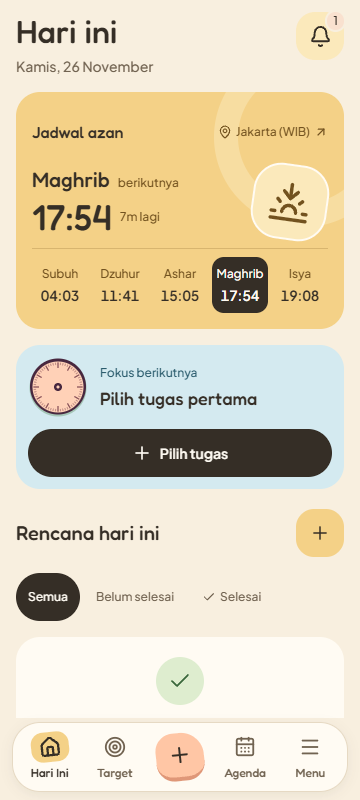 Hari ini
1
Kamis, 26 November
Jadwal azan
Jakarta (WIB)
Maghrib berikutnya
17:54 7m lagi
Subuh Dzuhur Ashar Maghrib Isya
04:03 11:41 15:05 17:54 19:08
Fokus berikutnya
Pilih tugas pertama
Pilih tugas
Rencana hari ini
Semua Belum selesai Selesai
Hari Ini Target Agenda Menu